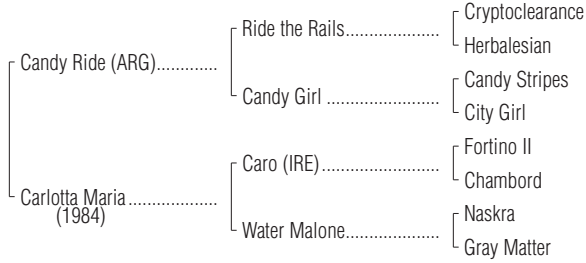 Cryptoclearance
Ride the Rails
Herbalesian
Candy Ride (ARG)
Candy Stripes
Candy Girl
City Girl
Fortino II
Caro (IRE)
Chambord
Carlotta Maria
(1984)
Naskra
Water Malone
Gray Matter